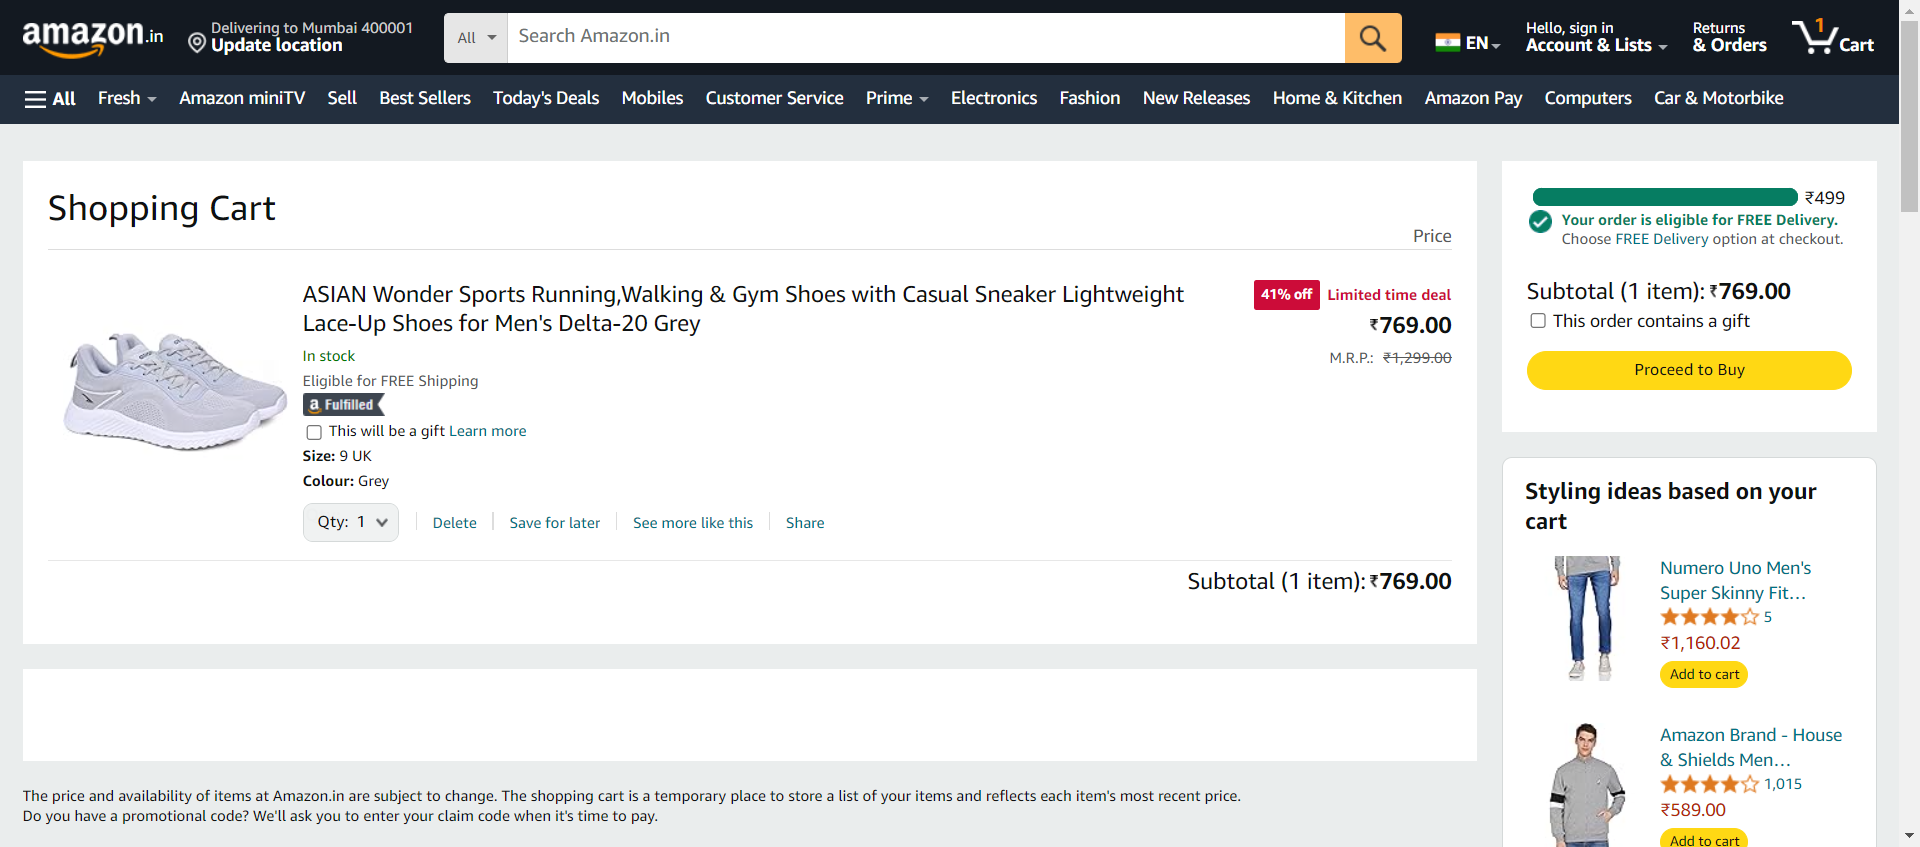 amazon.in
Delivering to Mumbai 400001
Update location
All
Search Amazon.in
EN
Hello, sign in
Account & Lists
Returns
& Orders
1
Cart
All
Fresh
Amazon miniTV
Sell
Best Sellers
Today's Deals
Mobiles
Customer Service
Prime
Electronics
Fashion
New Releases
Home & Kitchen
Amazon Pay
Computers
Car & Motorbike
Shopping Cart
Price
ASIAN Wonder Sports Running,Walking & Gym Shoes with Casual Sneaker Lightweight
Lace-Up Shoes for Men's Delta-20 Grey
In stock
Eligible for FREE Shipping
a Fulfilled
This will be a gift Learn more
Size: 9 UK
Colour: Grey
Qty: 1
Delete
Save for later
See more like this
Share
41% off
Limited time deal
₹769.00
M.R.P.: ₹1,299.00
Subtotal (1 item): ₹769.00
The price and availability of items at Amazon.in are subject to change. The shopping cart is a temporary place to store a list of your items and reflects each item's most recent price.
Do you have a promotional code? We'll ask you to enter your claim code when it's time to pay.
₹499
Your order is eligible for FREE Delivery.
Choose FREE Delivery option at checkout.
Subtotal (1 item): ₹769.00
This order contains a gift
Proceed to Buy
Styling ideas based on your
cart
Numero Uno Men's
Super Skinny Fit…
5
₹1,160.02
Add to cart
Amazon Brand - House
& Shields Men…
1,015
₹589.00
Add to cart